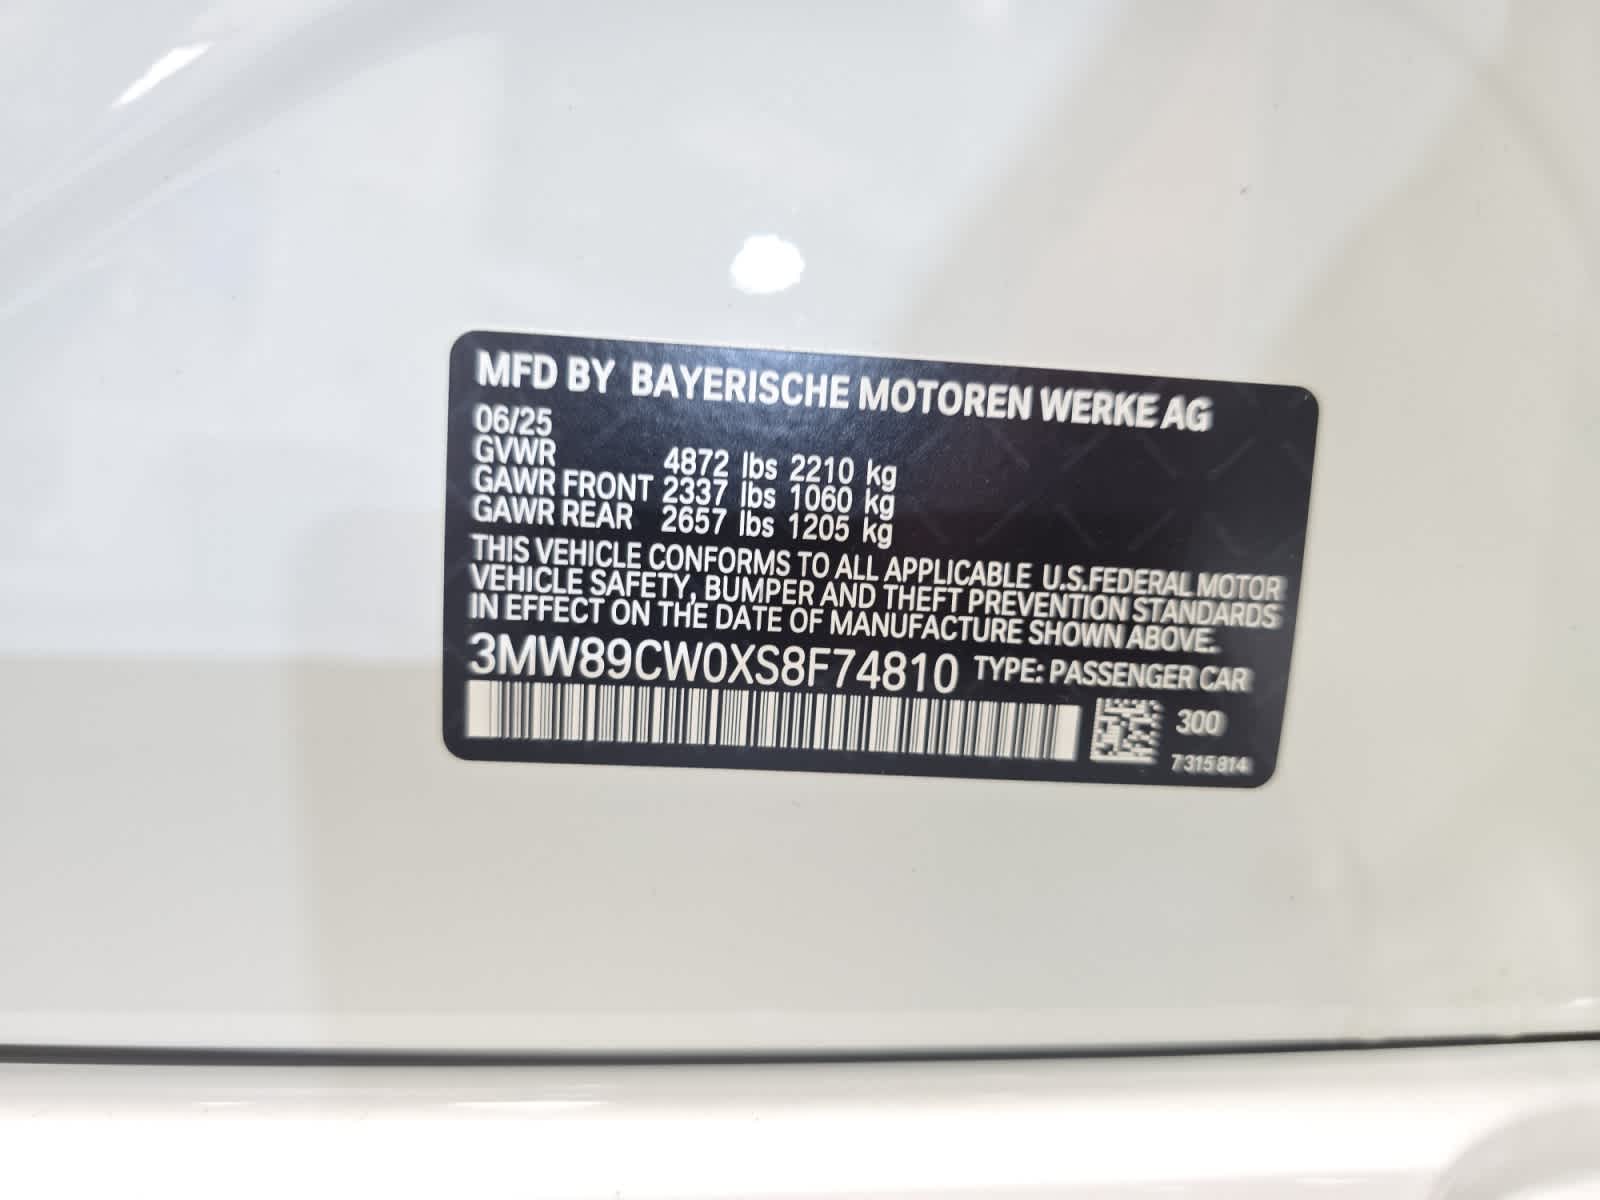 MFD BY BAYERISCHE MOTOREN WERKE AG
06/25
GVWR 4872 lbs 2210 kg
GAWR FRONT 2337 lbs 1060 kg
GAWR REAR 2657 lbs 1205 kg
THIS VEHICLE CONFORMS TO ALL APPLICABLE U.S.FEDERAL MOTOR
VEHICLE SAFETY, BUMPER AND THEFT PREVENTION STANDARDS
IN EFFECT ON THE DATE OF MANUFACTURE SHOWN ABOVE.
3MW89CW0XS8F74810 TYPE: PASSENGER CAR
300
7 315 814